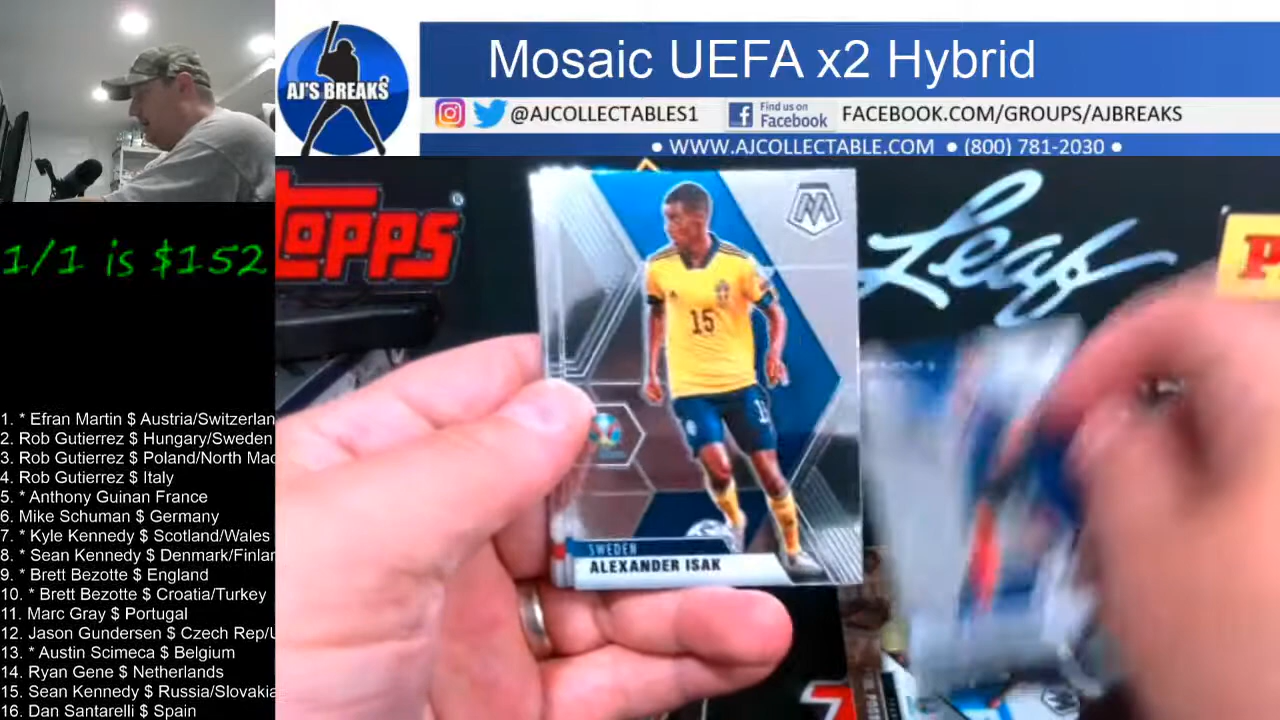 Mosaic UEFA x2 Hybrid
AJ'S BREAKS
@AJCOLLECTABLES1
Find us on
Facebook
FACEBOOK.COM/GROUPS/AJBREAKS
• WWW.AJCOLLECTABLE.COM • (800) 781-2030 •
TOPPS ®
Leaf
P
1/1 is $152
15
SWEDEN
ALEXANDER ISAK
1. * Efran Martin $ Austria/Switzerlan
2. Rob Gutierrez $ Hungary/Sweden
3. Rob Gutierrez $ Poland/North Mac
4. Rob Gutierrez $ Italy
5. * Anthony Guinan France
6. Mike Schuman $ Germany
7. * Kyle Kennedy $ Scotland/Wales
8. * Sean Kennedy $ Denmark/Finlan
9. * Brett Bezotte $ England
10. * Brett Bezotte $ Croatia/Turkey
11. Marc Gray $ Portugal
12. Jason Gundersen $ Czech Rep/U
13. * Austin Scimeca $ Belgium
14. Ryan Gene $ Netherlands
15. Sean Kennedy $ Russia/Slovakia
16. Dan Santarelli $ Spain